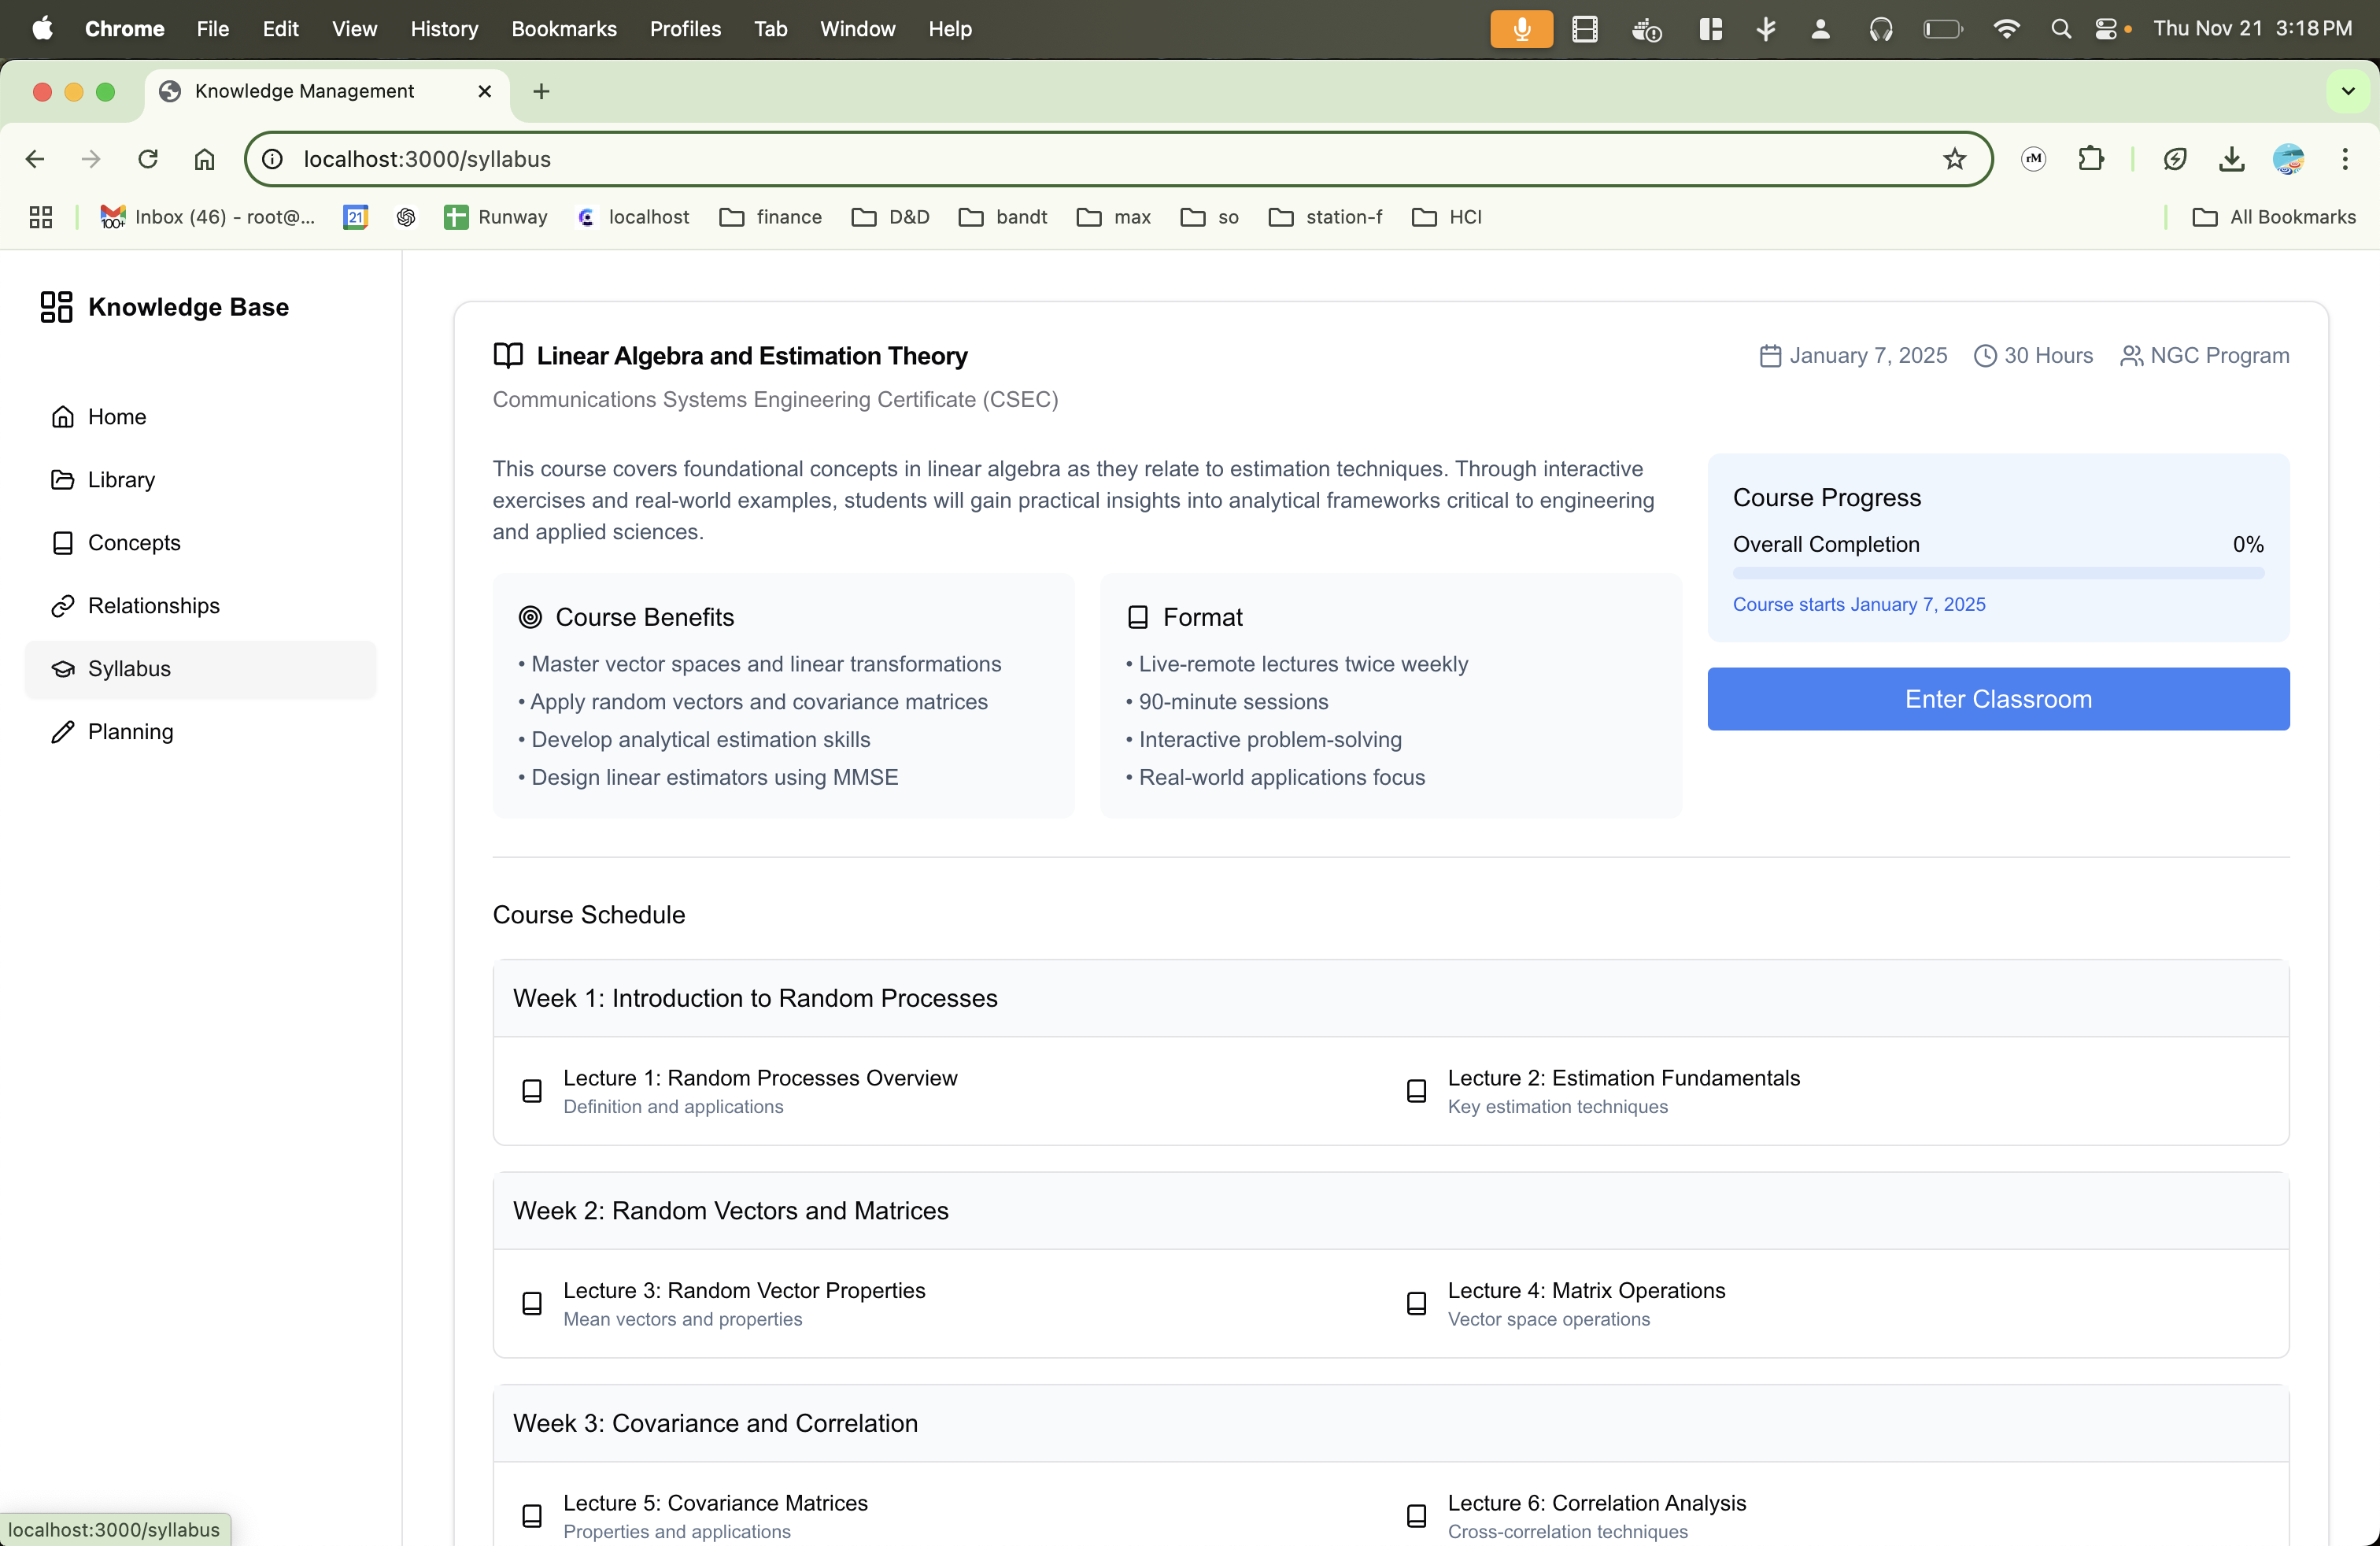 Chrome File Edit View History Bookmarks Profiles Tab Window Help Thu Nov 21 3:18 PM
Knowledge Management
localhost:3000/syllabus rM
100+ Inbox (46) - root@... 21 Runway localhost finance D&D bandt max so station-f HCI All Bookmarks
Knowledge Base
Home
Library
Concepts
Relationships
Syllabus
Planning
Linear Algebra and Estimation Theory
January 7, 2025 30 Hours NGC Program
Communications Systems Engineering Certificate (CSEC)
This course covers foundational concepts in linear algebra as they relate to estimation techniques. Through interactive
exercises and real-world examples, students will gain practical insights into analytical frameworks critical to engineering
and applied sciences.
Course Benefits
• Master vector spaces and linear transformations
• Apply random vectors and covariance matrices
• Develop analytical estimation skills
• Design linear estimators using MMSE
Format
• Live-remote lectures twice weekly
• 90-minute sessions
• Interactive problem-solving
• Real-world applications focus
Course Progress
Overall Completion 0%
Course starts January 7, 2025
Enter Classroom
Course Schedule
Week 1: Introduction to Random Processes
Lecture 1: Random Processes Overview
Definition and applications
Lecture 2: Estimation Fundamentals
Key estimation techniques
Week 2: Random Vectors and Matrices
Lecture 3: Random Vector Properties
Mean vectors and properties
Lecture 4: Matrix Operations
Vector space operations
Week 3: Covariance and Correlation
Lecture 5: Covariance Matrices
Properties and applications
Lecture 6: Correlation Analysis
Cross-correlation techniques
localhost:3000/syllabus